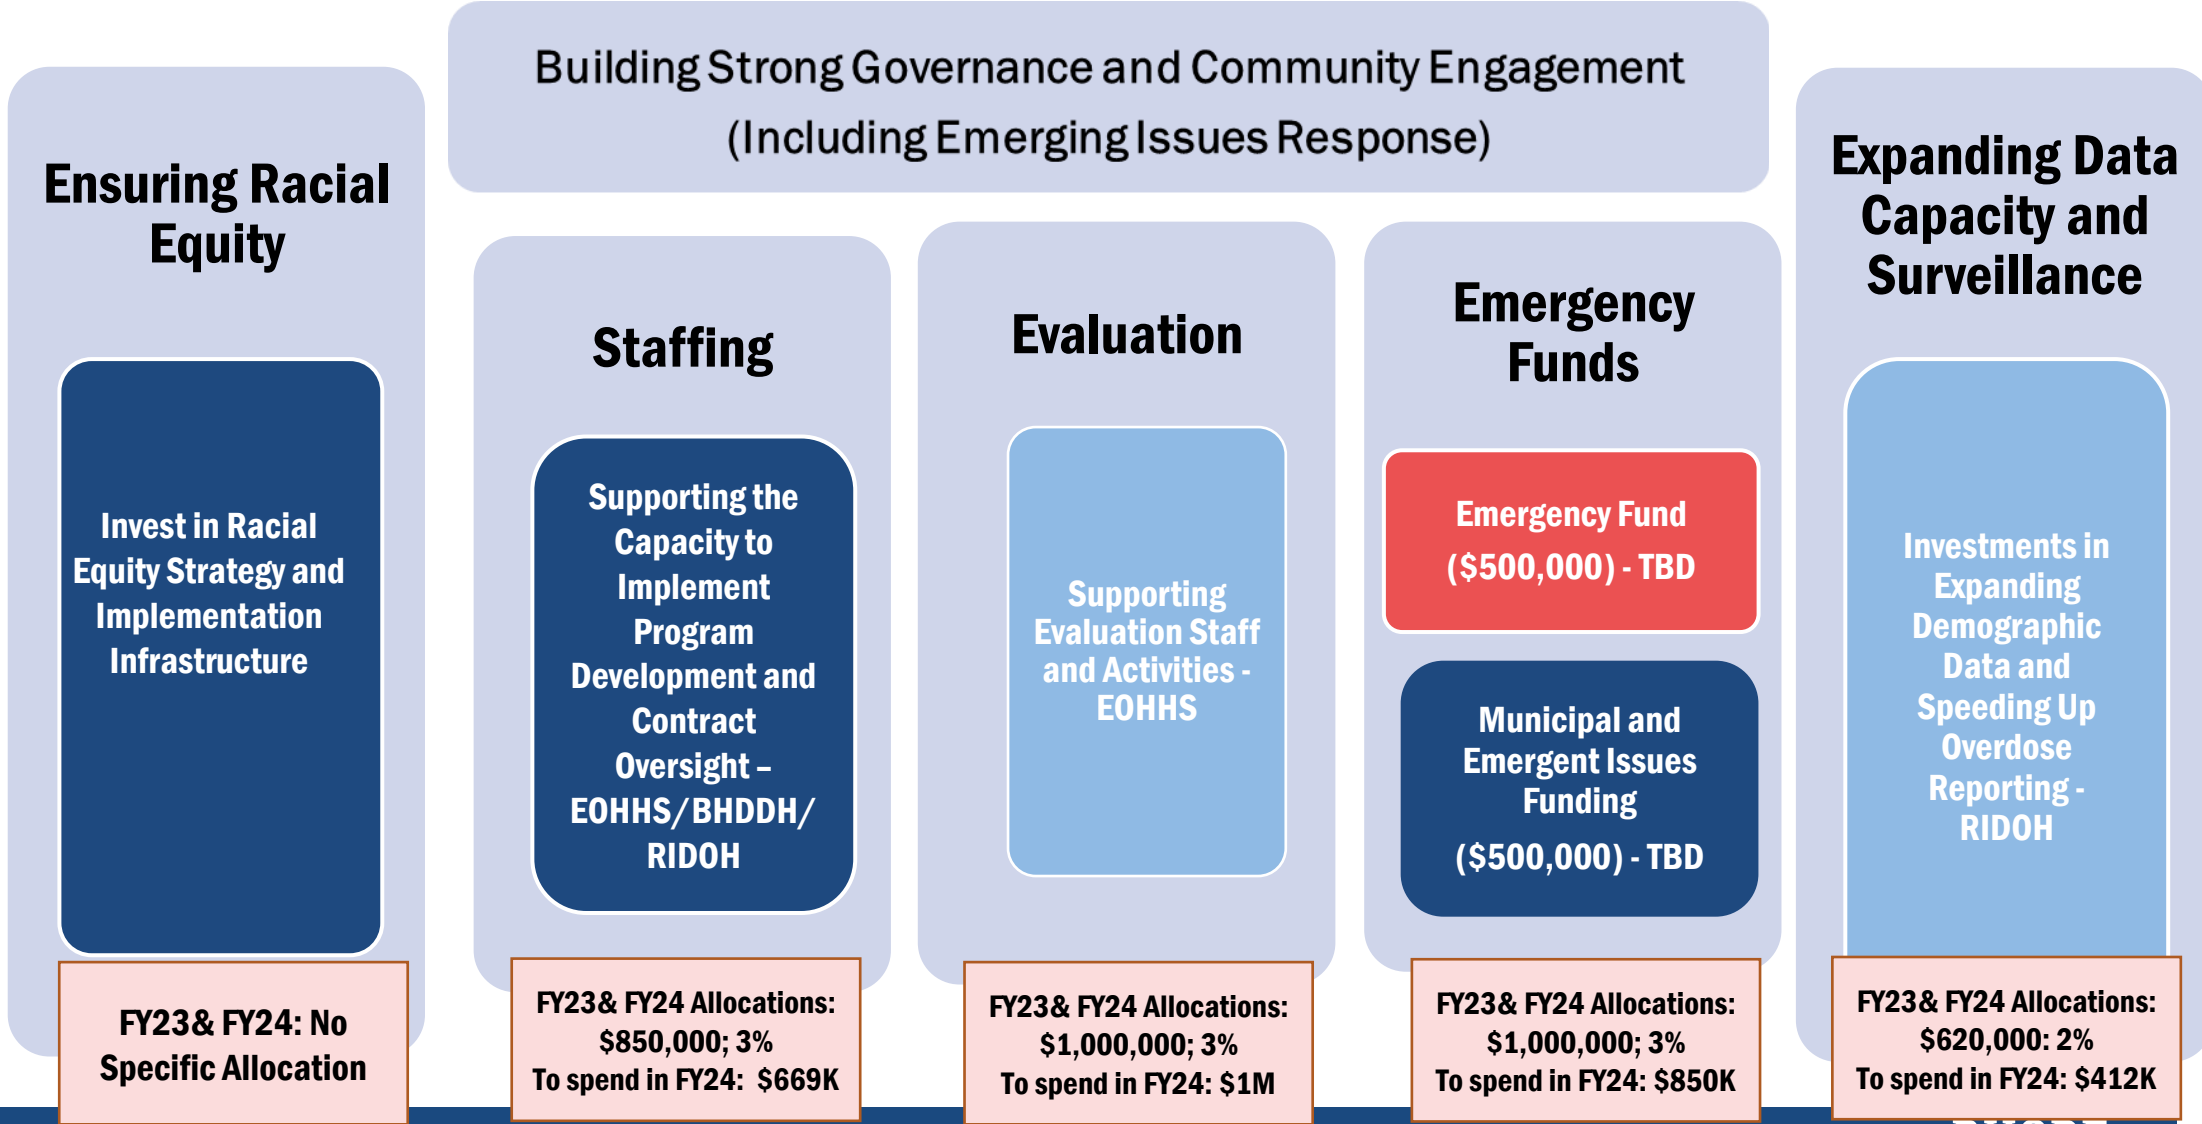 Building Strong Governance and Community Engagement
(Including Emerging Issues Response)
Ensuring Racial
Equity
Invest in Racial
Equity Strategy and
Implementation
Infrastructure
FY23& FY24: No
Specific Allocation
Staffing
Supporting the
Capacity to
Implement
Program
Development and
Contract
Oversight –
EOHHS/BHDDH/
RIDOH
FY23& FY24 Allocations:
$850,000; 3%
To spend in FY24: $669K
Evaluation
Supporting
Evaluation Staff
and Activities -
EOHHS
FY23& FY24 Allocations:
$1,000,000; 3%
To spend in FY24: $1M
Emergency
Funds
Emergency Fund
($500,000) - TBD
Municipal and
Emergent Issues
Funding
($500,000) - TBD
FY23& FY24 Allocations:
$1,000,000; 3%
To spend in FY24: $850K
Expanding Data
Capacity and
Surveillance
Investments in
Expanding
Demographic
Data and
Speeding Up
Overdose
Reporting -
RIDOH
FY23& FY24 Allocations:
$620,000: 2%
To spend in FY24: $412K